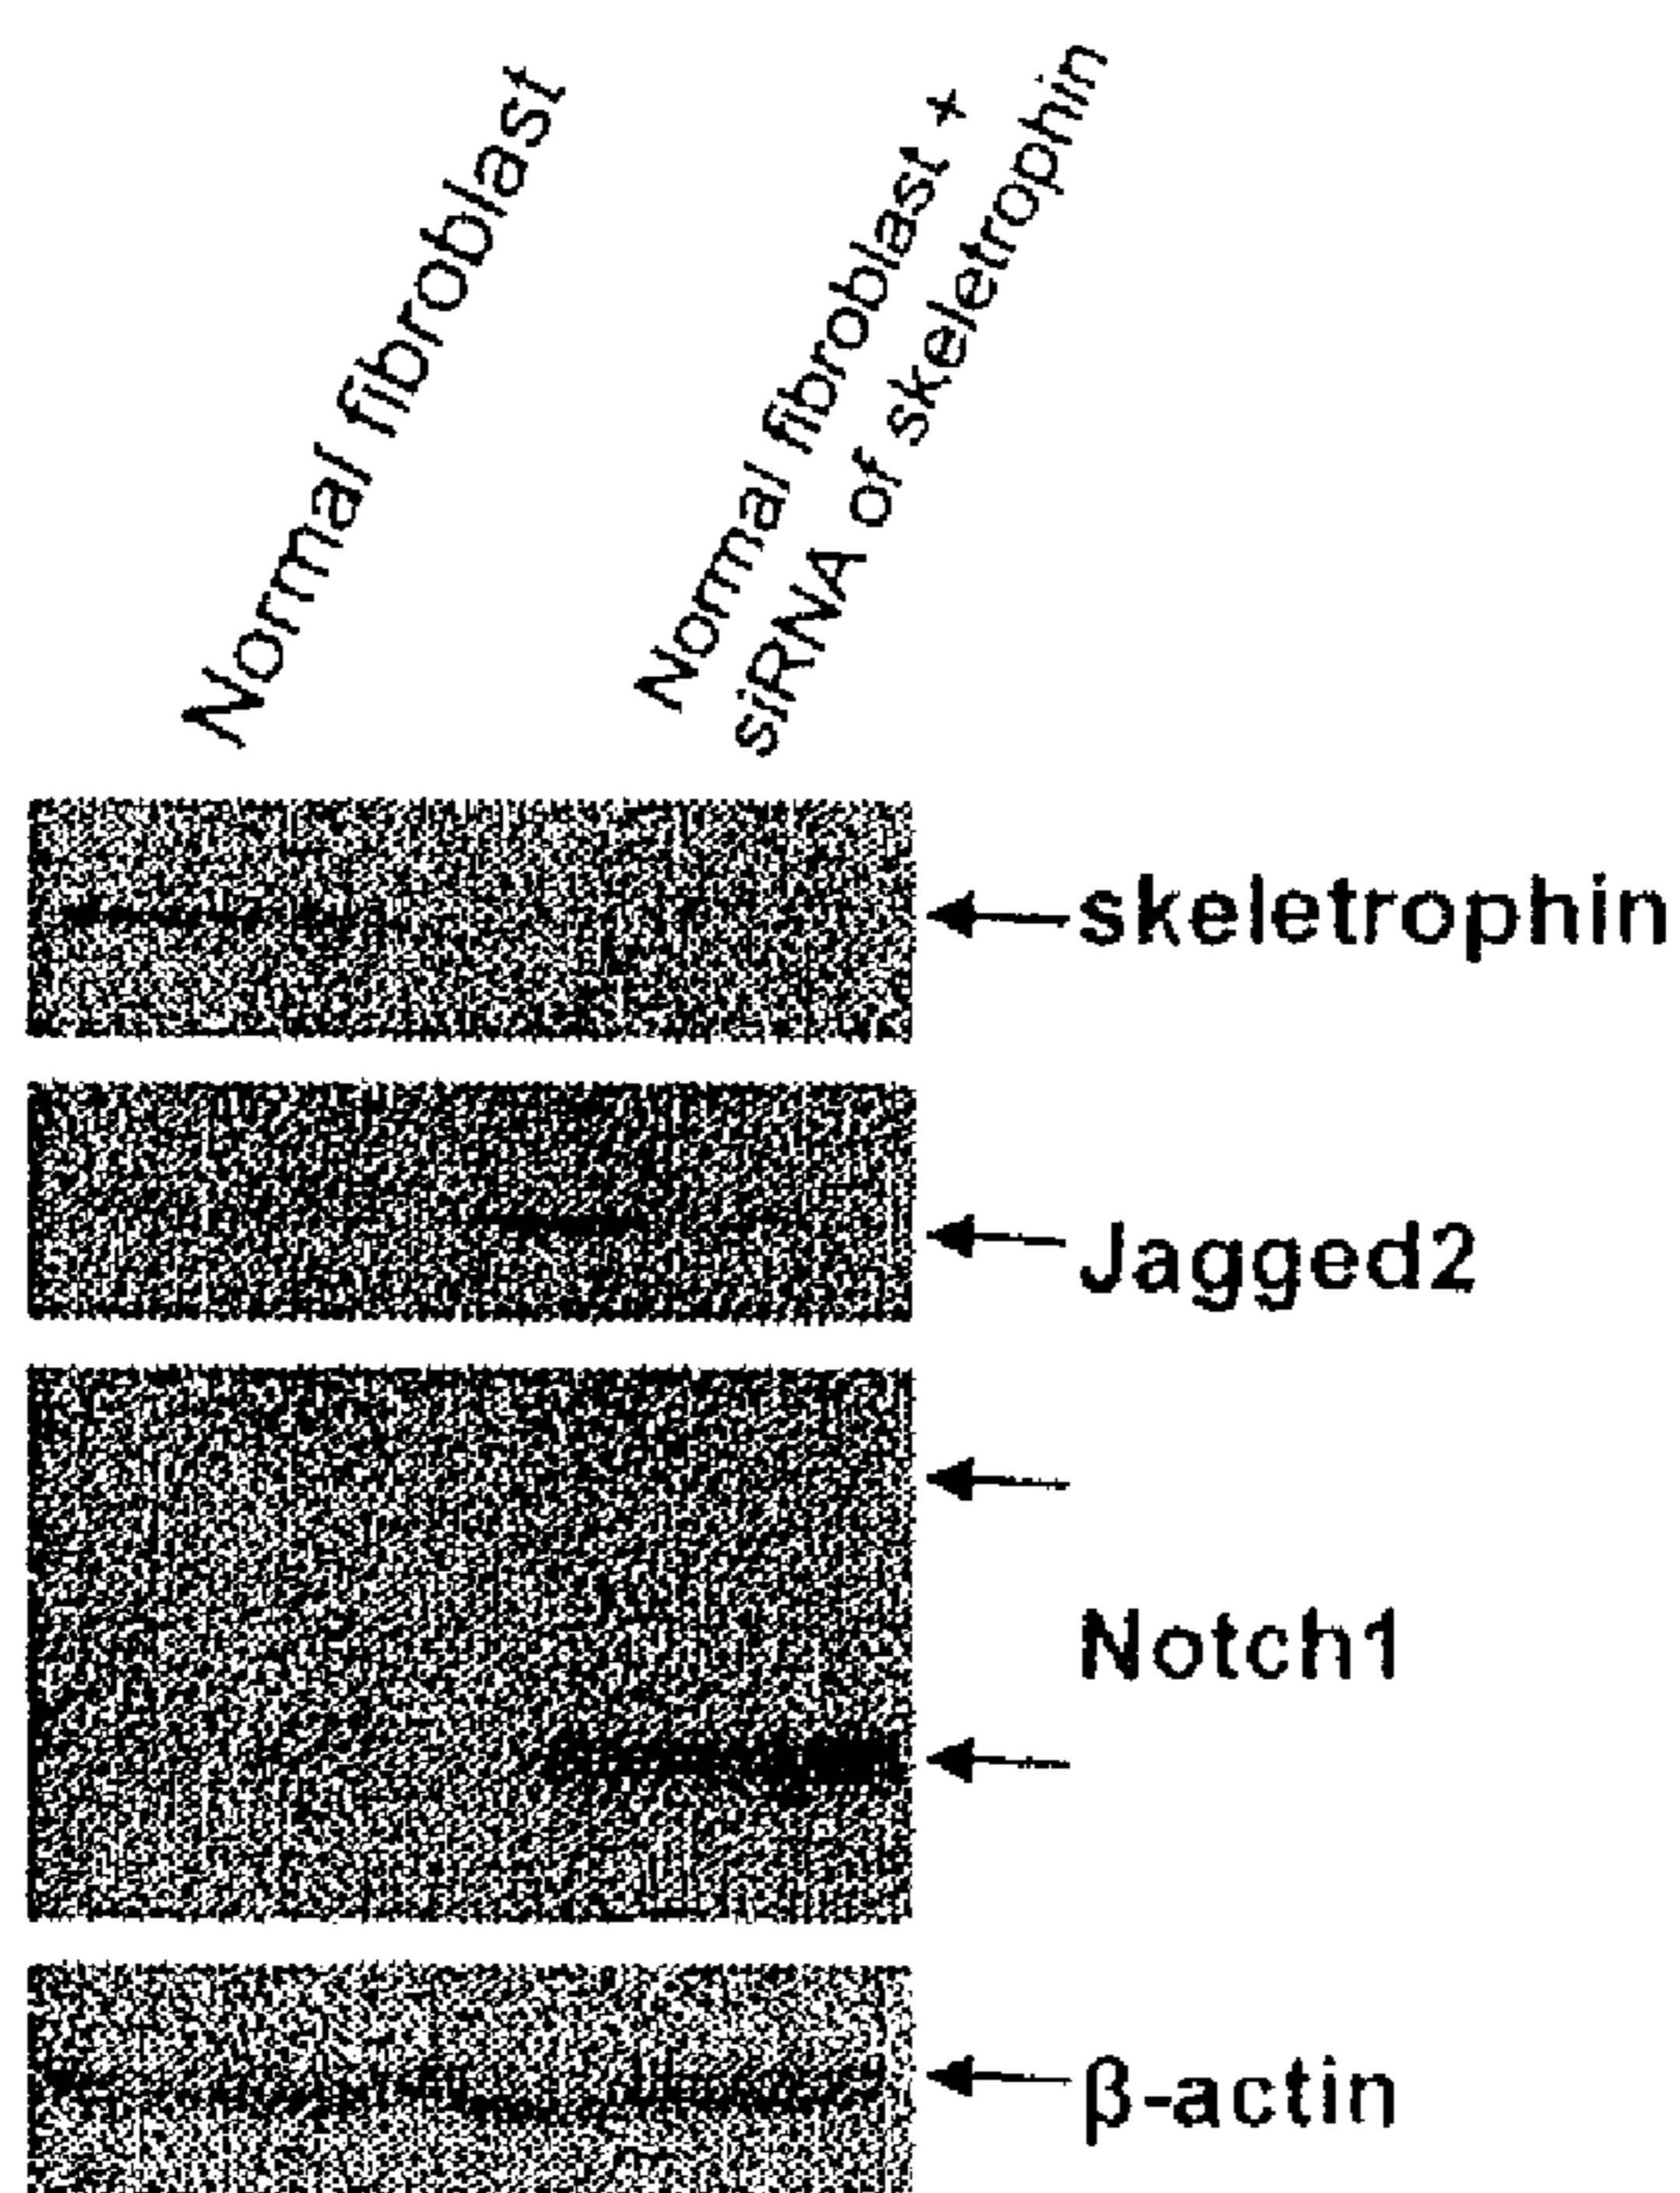 Normal fibroblast
Normal fibroblast +
siRNA of skeletrophin
skeletrophin
Jagged2
Notch1
β-actin